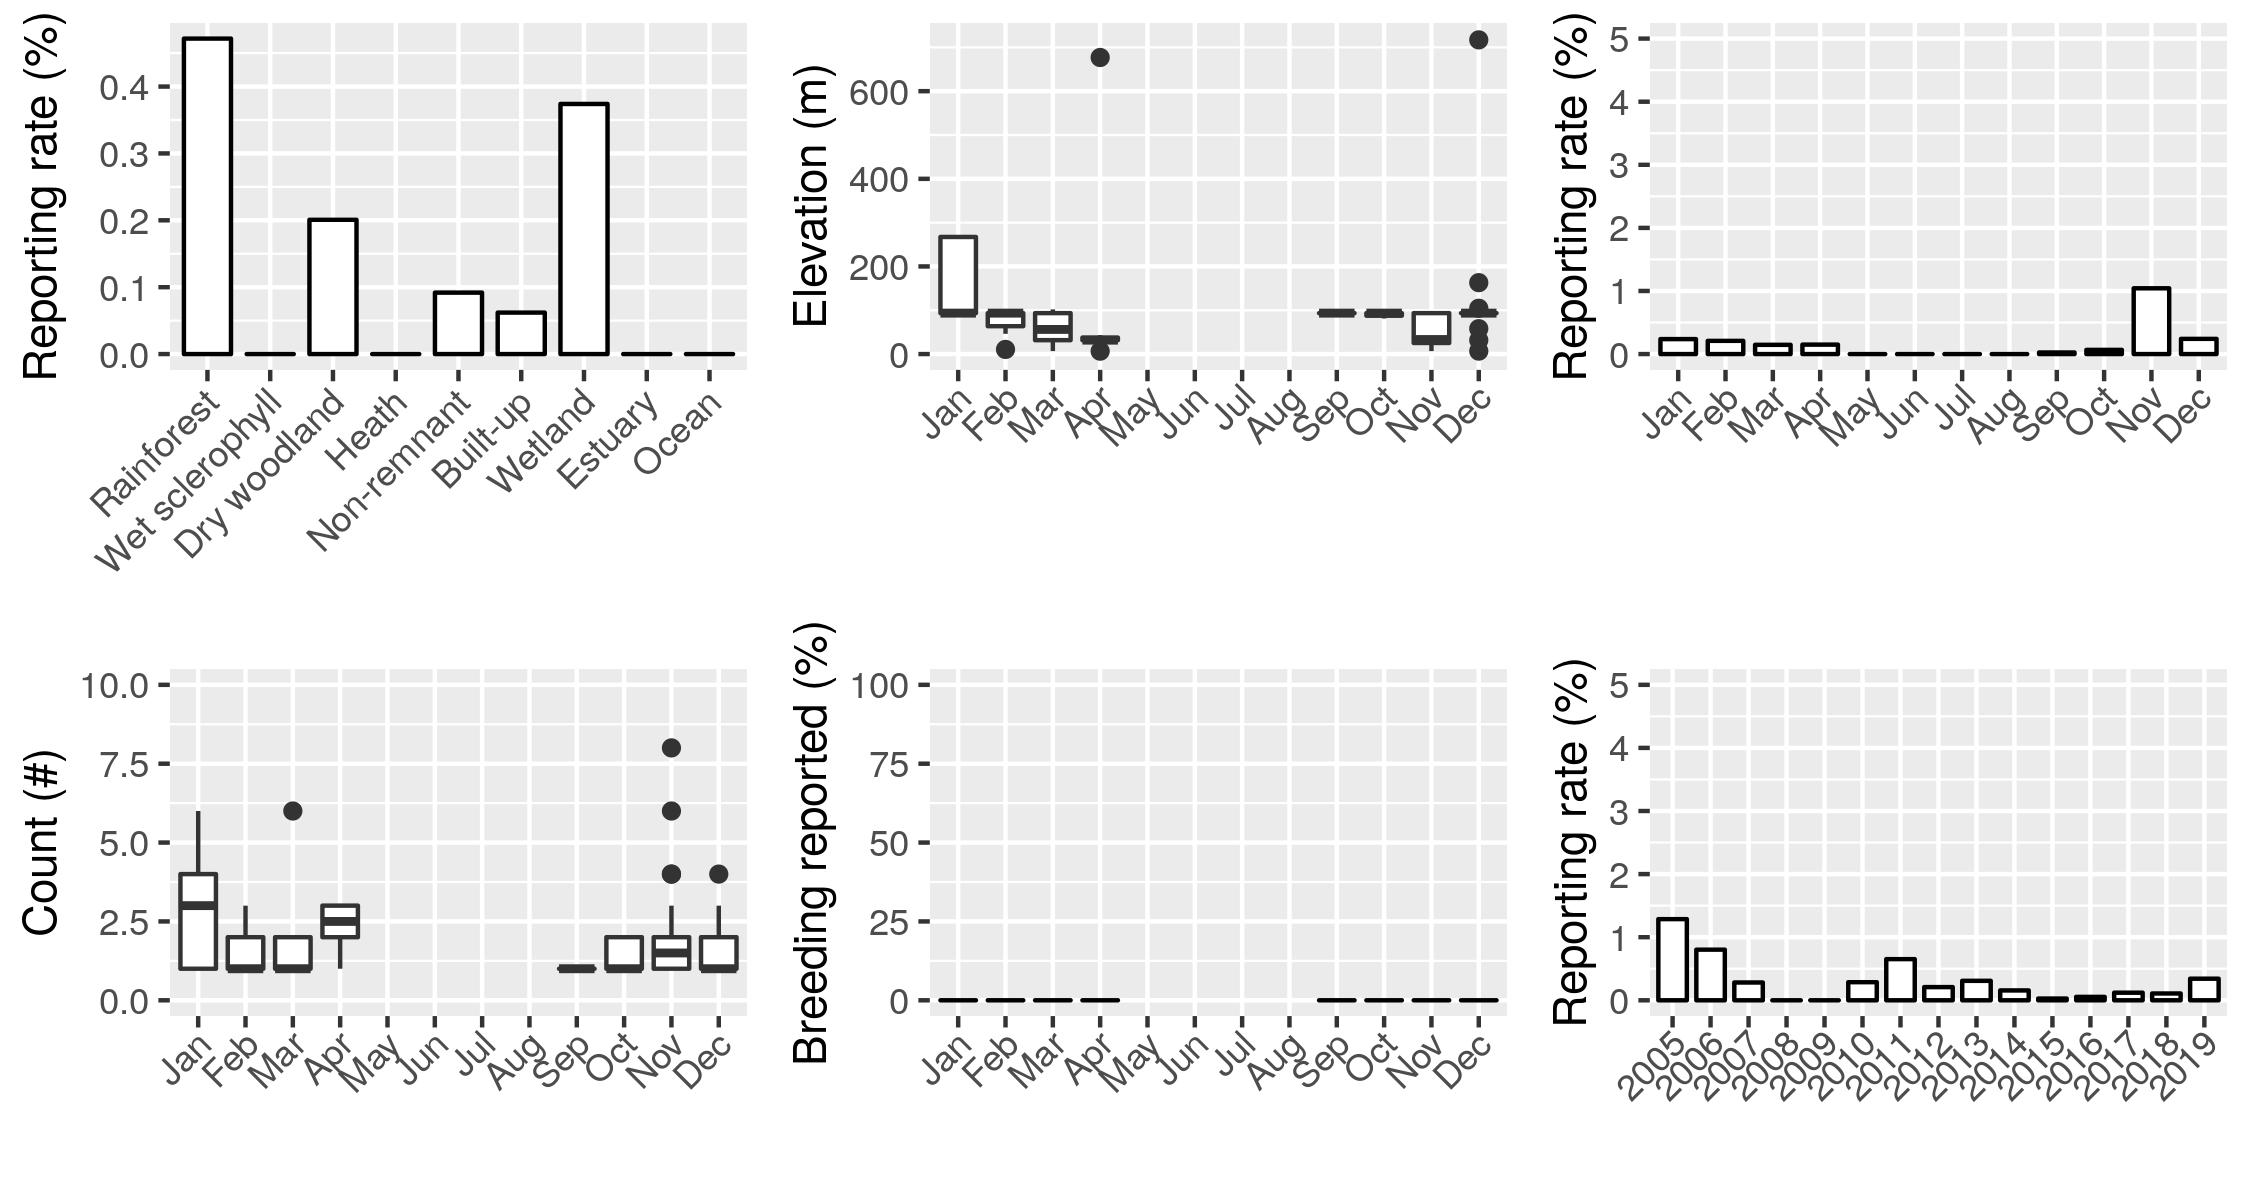 Reporting rate (%)
0.4
0.3
0.2
0.1
0.0
Rainforest
Wet sclerophyll
Dry woodland
Heath
Non-remnant
Built-up
Wetland
Estuary
Ocean
Elevation (m)
600
400
200
0
Jan
Feb
Mar
Apr
May
Jun
Jul
Aug
Sep
Oct
Nov
Dec
Reporting rate (%)
5
4
3
2
1
0
Jan
Feb
Mar
Apr
May
Jun
Jul
Aug
Sep
Oct
Nov
Dec
Count (#)
10.0
7.5
5.0
2.5
0.0
Jan
Feb
Mar
Apr
May
Jun
Jul
Aug
Sep
Oct
Nov
Dec
Breeding reported (%)
100
75
50
25
0
Jan
Feb
Mar
Apr
May
Jun
Jul
Aug
Sep
Oct
Nov
Dec
Reporting rate (%)
5
4
3
2
1
0
2005
2006
2007
2008
2009
2010
2011
2012
2013
2014
2015
2016
2017
2018
2019